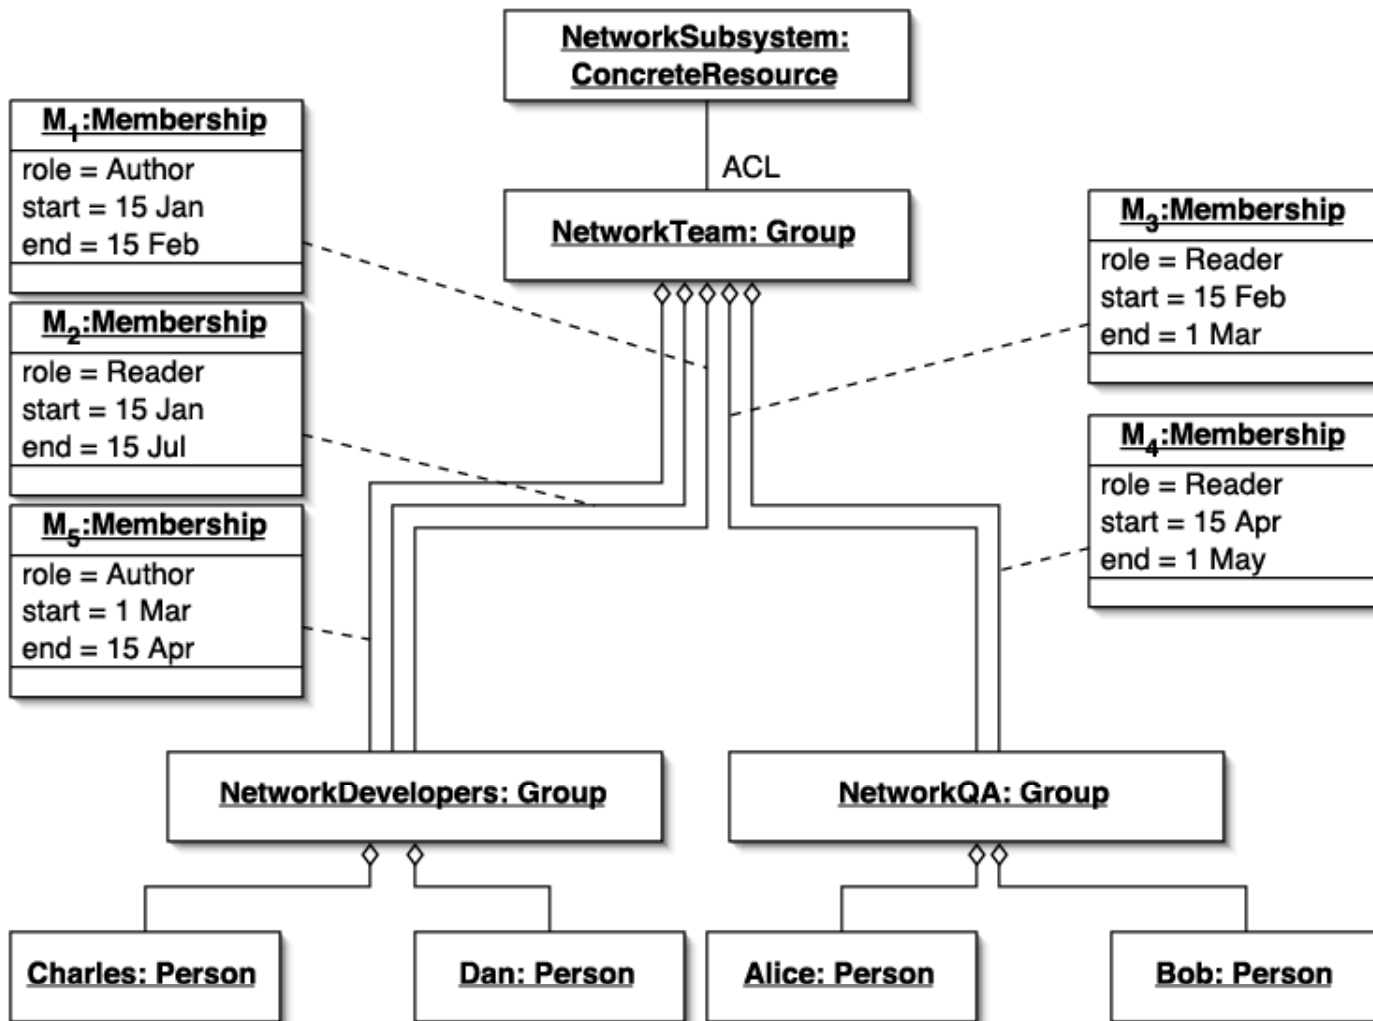 NetworkSubsystem:
ConcreteResource
M1:Membership
role = Author
start = 15 Jan
end = 15 Feb
ACL
NetworkTeam: Group
M3:Membership
role = Reader
start = 15 Feb
end = 1 Mar
M2:Membership
role = Reader
start = 15 Jan
end = 15 Jul
M4:Membership
role = Reader
start = 15 Apr
end = 1 May
M5:Membership
role = Author
start = 1 Mar
end = 15 Apr
NetworkDevelopers: Group
NetworkQA: Group
Charles: Person
Dan: Person
Alice: Person
Bob: Person